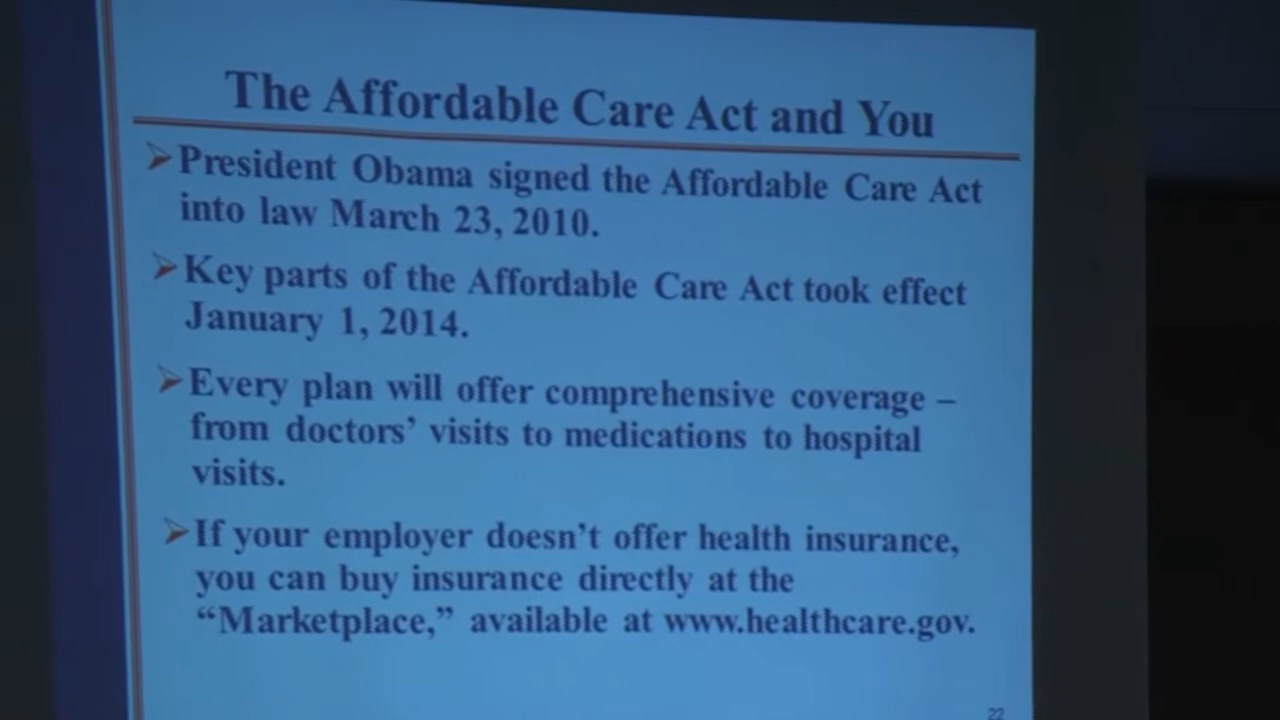 The Affordable Care Act and You
President Obama signed the Affordable Care Act
into law March 23, 2010.
Key parts of the Affordable Care Act took effect
January 1, 2014.
Every plan will offer comprehensive coverage –
from doctors’ visits to medications to hospital
visits.
If your employer doesn’t offer health insurance,
you can buy insurance directly at the
“Marketplace,” available at www.healthcare.gov.
22